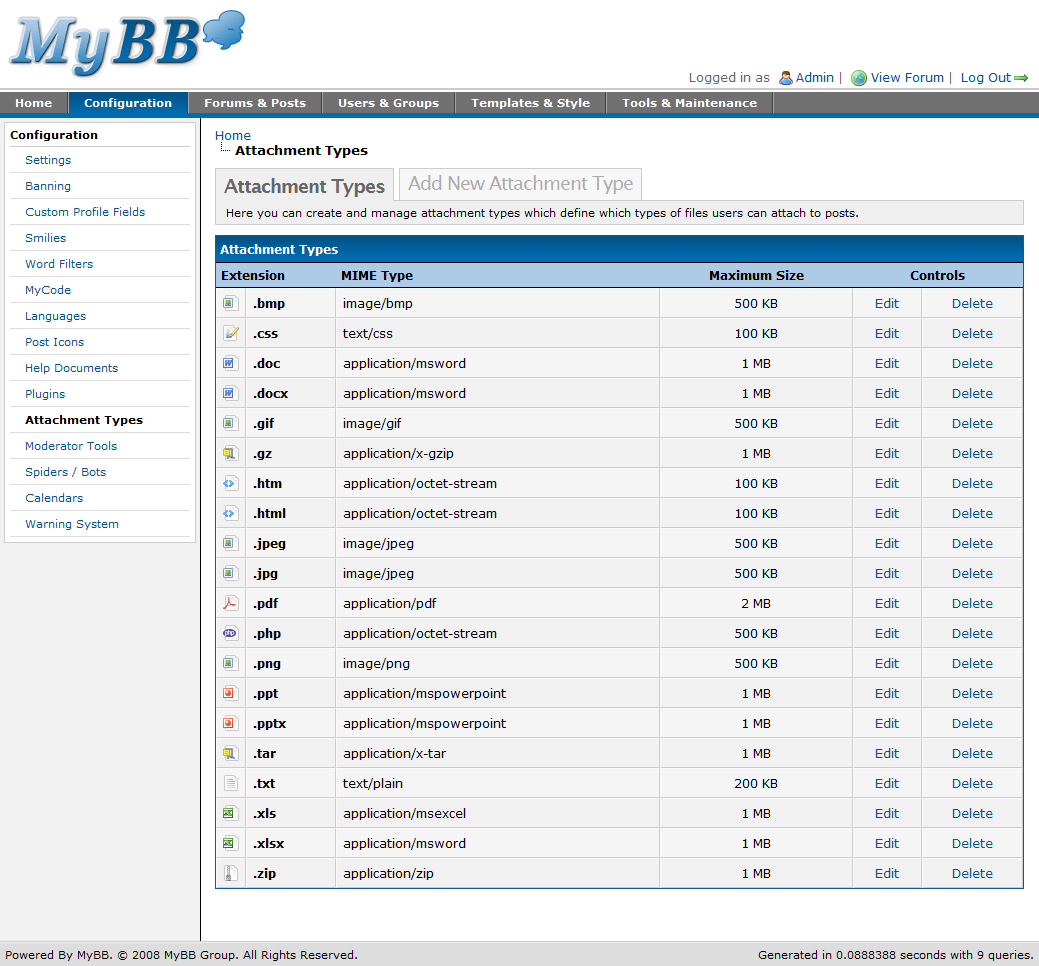 MyBB
Logged in as Admin | View Forum | Log Out
Home Configuration Forums & Posts Users & Groups Templates & Style Tools & Maintenance
Configuration
Settings
Banning
Custom Profile Fields
Smilies
Word Filters
MyCode
Languages
Post Icons
Help Documents
Plugins
Attachment Types
Moderator Tools
Spiders / Bots
Calendars
Warning System
Home
Attachment Types
Attachment Types Add New Attachment Type
Here you can create and manage attachment types which define which types of files users can attach to posts.
Attachment Types
Extension MIME Type Maximum Size Controls
.bmp image/bmp 500 KB Edit Delete
.css text/css 100 KB Edit Delete
.doc application/msword 1 MB Edit Delete
.docx application/msword 1 MB Edit Delete
.gif image/gif 500 KB Edit Delete
.gz application/x-gzip 1 MB Edit Delete
.htm application/octet-stream 100 KB Edit Delete
.html application/octet-stream 100 KB Edit Delete
.jpeg image/jpeg 500 KB Edit Delete
.jpg image/jpeg 500 KB Edit Delete
.pdf application/pdf 2 MB Edit Delete
.php application/octet-stream 500 KB Edit Delete
.png image/png 500 KB Edit Delete
.ppt application/mspowerpoint 1 MB Edit Delete
.pptx application/mspowerpoint 1 MB Edit Delete
.tar application/x-tar 1 MB Edit Delete
.txt text/plain 200 KB Edit Delete
.xls application/msexcel 1 MB Edit Delete
.xlsx application/msword 1 MB Edit Delete
.zip application/zip 1 MB Edit Delete
Powered By MyBB. © 2008 MyBB Group. All Rights Reserved. Generated in 0.0888388 seconds with 9 queries.